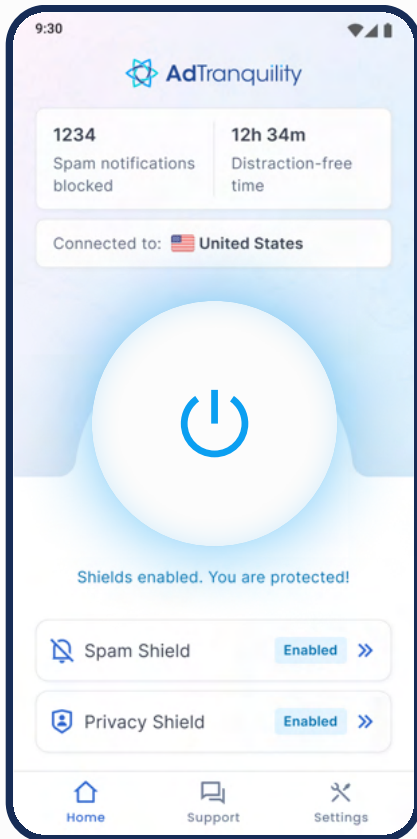 9:30
AdTranquility
1234
Spam notifications
blocked
12h 34m
Distraction-free
time
Connected to: United States
Shields enabled. You are protected!
Spam Shield Enabled
Privacy Shield Enabled
Home Support Settings